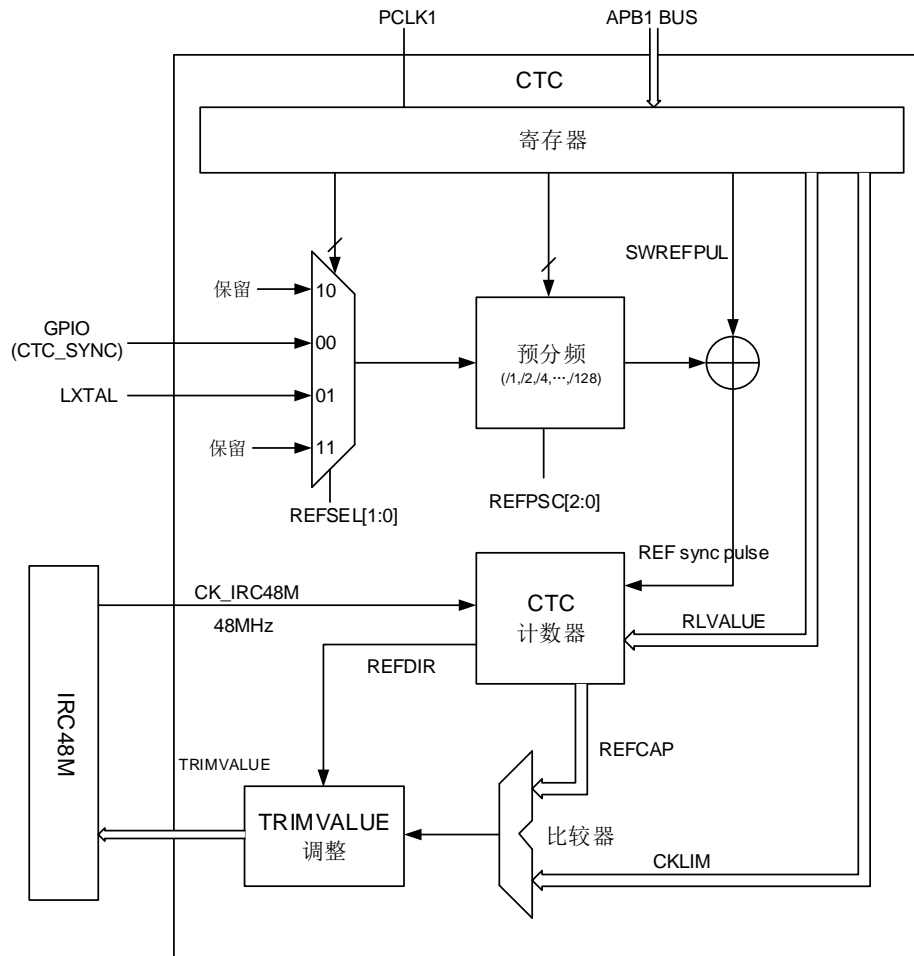 PCLK1
APB1 BUS
CTC
寄存器
SWREFPUL
保留
10
GPIO
(CTC_SYNC)
00
LXTAL
01
保留
11
预分频
(/1,/2,/4,…,/128)
REFSEL[1:0]
REFPSC[2:0]
REF sync pulse
CK_IRC48M
48MHz
CTC
计数器
RLVALUE
REFDIR
IRC48M
REFCAP
TRIMVALUE
TRIMVALUE
调整
比较器
CKLIM